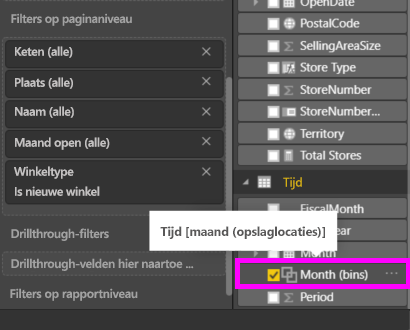 Filters op paginaniveau
Keten (alle)
Plaats (alle)
Naam (alle)
Maand open (alle)
Winkeltype
Is nieuwe winkel
Drillthrough-filters
Drillthrough-velden hier naartoe ...
Filters op rapportniveau
OpenDate
PostalCode
SellingAreaSize
Store Type
StoreNumber
StoreNumber...
Territory
Total Stores
Tijd
FiscalMonth
Tijd [maand (opslaglocaties)]
Month
Month (bins)
...
Period